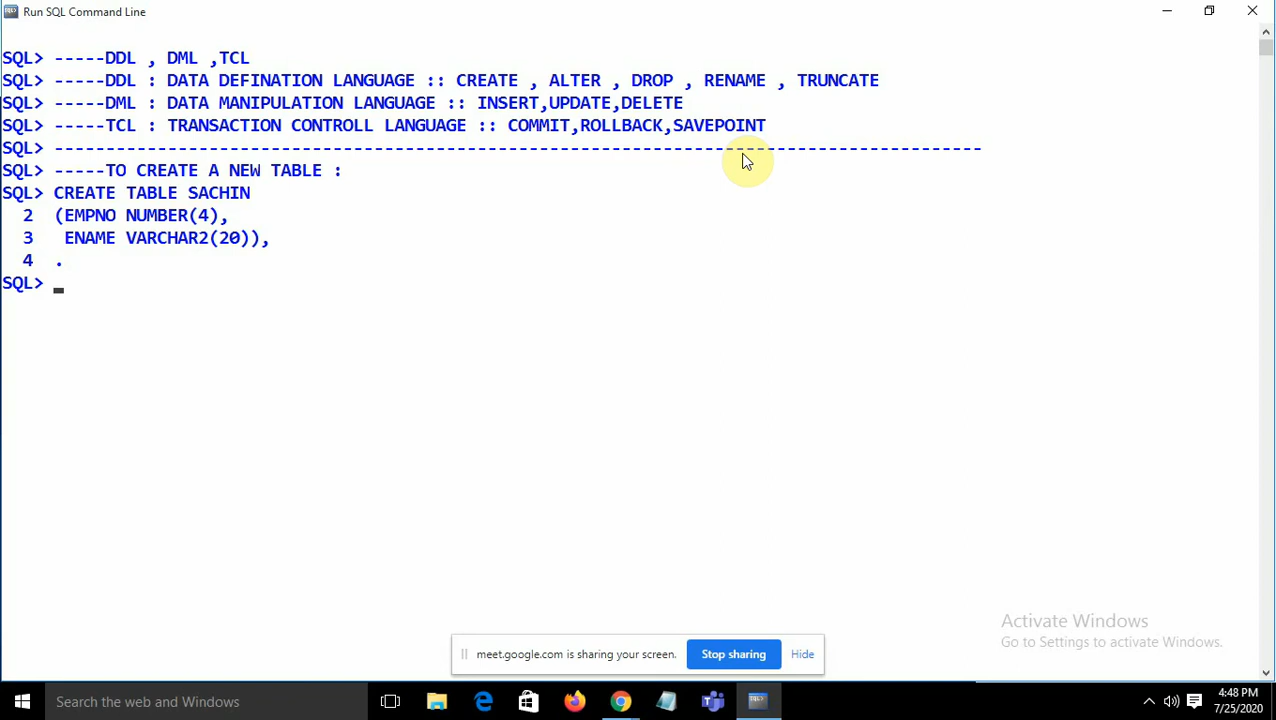 Run SQL Command Line
SQL> -----DDL , DML ,TCL
SQL> -----DDL : DATA DEFINATION LANGUAGE :: CREATE , ALTER , DROP , RENAME , TRUNCATE
SQL> -----DML : DATA MANIPULATION LANGUAGE :: INSERT,UPDATE,DELETE
SQL> -----TCL : TRANSACTION CONTROLL LANGUAGE :: COMMIT,ROLLBACK,SAVEPOINT
SQL> ------------------------------------------------------------------------------------------
SQL> -----TO CREATE A NEW TABLE :
SQL> CREATE TABLE SACHIN
2 (EMPNO NUMBER(4),
3 ENAME VARCHAR2(20)),
4 .
SQL> _
Activate Windows
Go to Settings to activate Windows.
meet.google.com is sharing your screen. Stop sharing Hide
Search the web and Windows
4:48 PM
7/25/2020